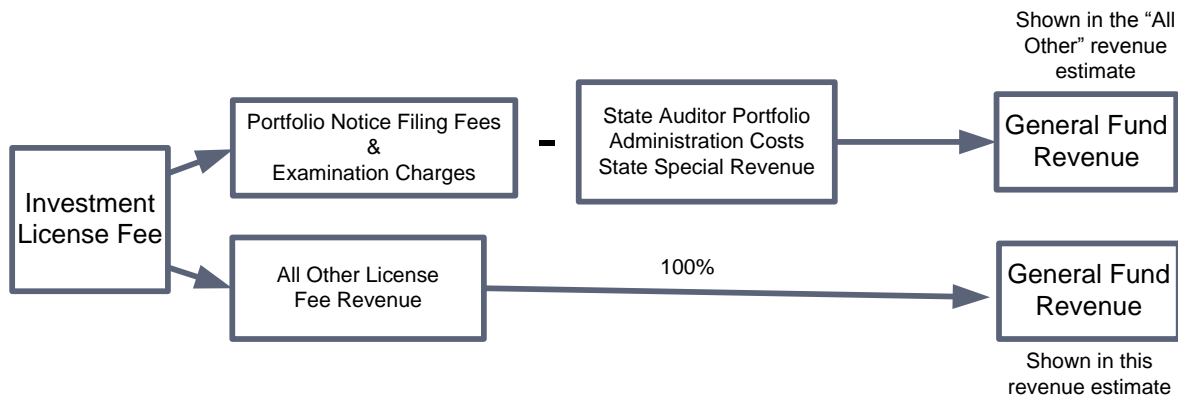 Shown in the “All
Other” revenue
estimate
Portfolio Notice Filing Fees
&
Examination Charges
-
State Auditor Portfolio
Administration Costs
State Special Revenue
General Fund
Revenue
Investment
License Fee
All Other License
Fee Revenue
100%
General Fund
Revenue
Shown in this
revenue estimate